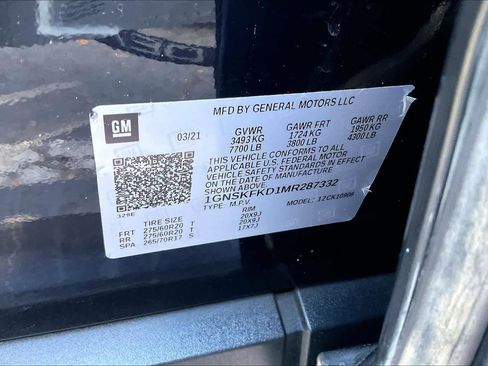 GM
MFD BY GENERAL MOTORS LLC
03/21 GVWR GAWR FRT GAWR RR
3493 KG 1724 KG 1950 KG
7700 LB 3800 LB 4300 LB
THIS VEHICLE CONFORMS TO ALL
APPLICABLE U.S. FEDERAL MOTOR
VEHICLE SAFETY STANDARDS IN EFFECT
ON THE DATE OF MANUFACTURE
SHOWN ABOVE
1GNSKFKD1MR287332
TYPE: M.P.V. MODEL: 12CK10906
328E
TIRE SIZE RIM
FRT 275/60R20 T 20X9J
RR 275/60R20 T 20X9J
SPA 265/70R17 S 17X7J